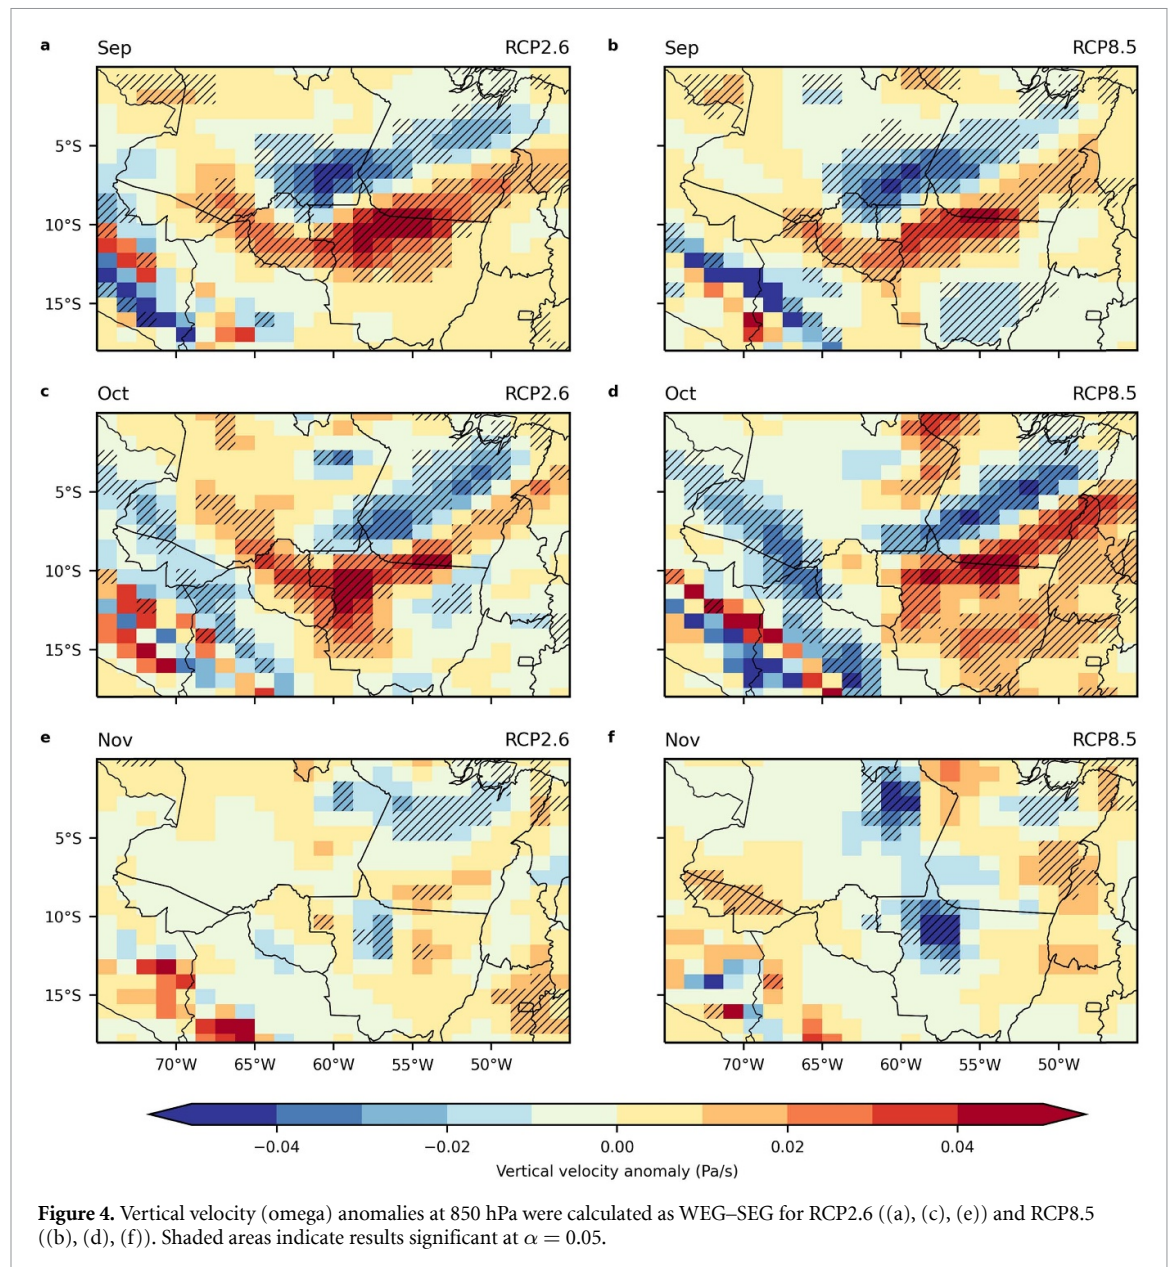 a Sep RCP2.6
b Sep RCP8.5
5°S
10°S
15°S
c Oct RCP2.6
d Oct RCP8.5
5°S
10°S
15°S
e Nov RCP2.6
f Nov RCP8.5
5°S
10°S
15°S
70°W 65°W 60°W 55°W 50°W
70°W 65°W 60°W 55°W 50°W
−0.04 −0.02 0.00 0.02 0.04
Vertical velocity anomaly (Pa/s)
Figure 4. Vertical velocity (omega) anomalies at 850 hPa were calculated as WEG–SEG for RCP2.6 ((a), (c), (e)) and RCP8.5
((b), (d), (f)). Shaded areas indicate results significant at α = 0.05.